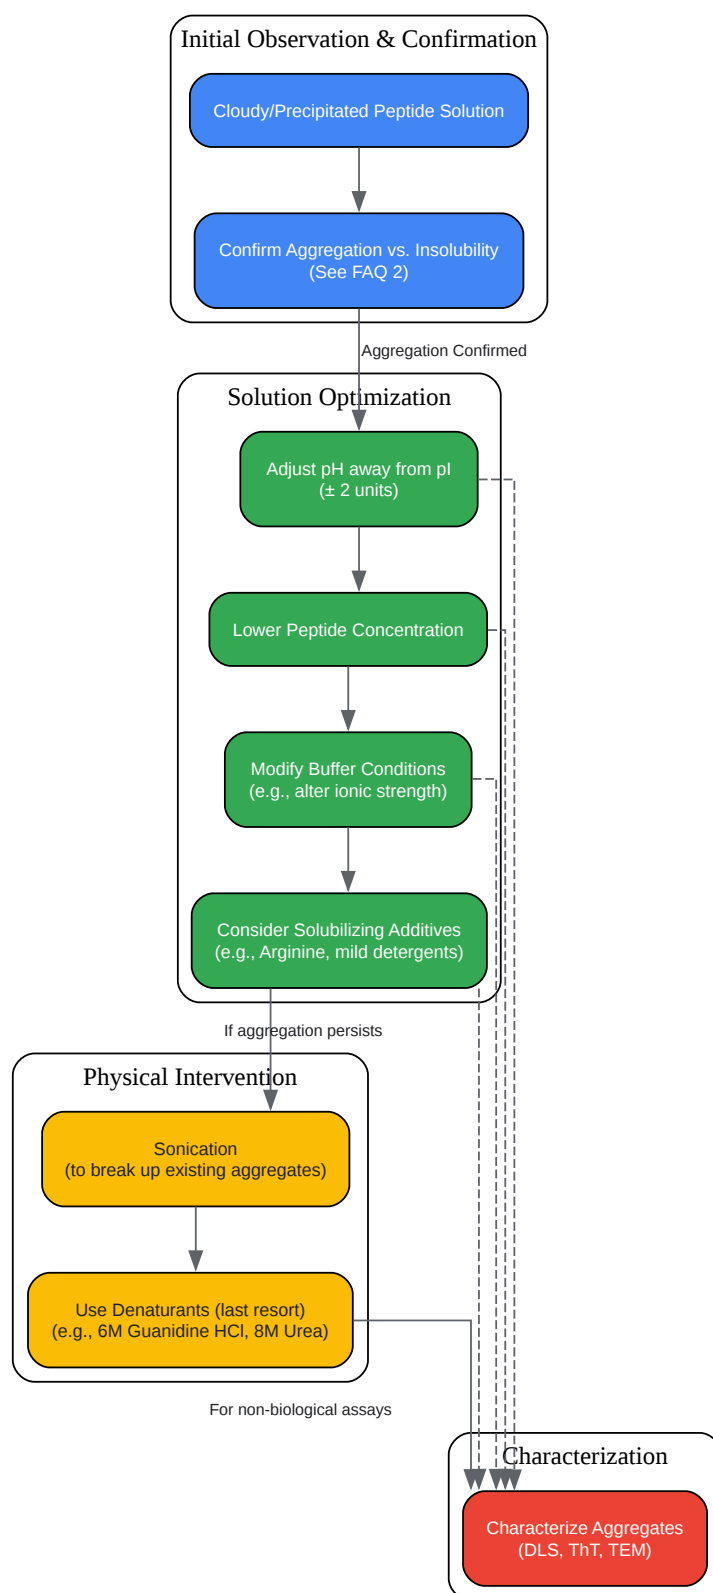 Initial Observation & Confirmation
Cloudy/Precipitated Peptide Solution
Confirm Aggregation vs. Insolubility
(See FAQ 2)
Aggregation Confirmed
Solution Optimization
Adjust pH away from pI
(± 2 units)
Lower Peptide Concentration
Modify Buffer Conditions
(e.g., alter ionic strength)
Consider Solubilizing Additives
(e.g., Arginine, mild detergents)
If aggregation persists
Physical Intervention
Sonication
(to break up existing aggregates)
Use Denaturants (last resort)
(e.g., 6M Guanidine HCl, 8M Urea)
For non-biological assays
Characterization
Characterize Aggregates
(DLS, ThT, TEM)